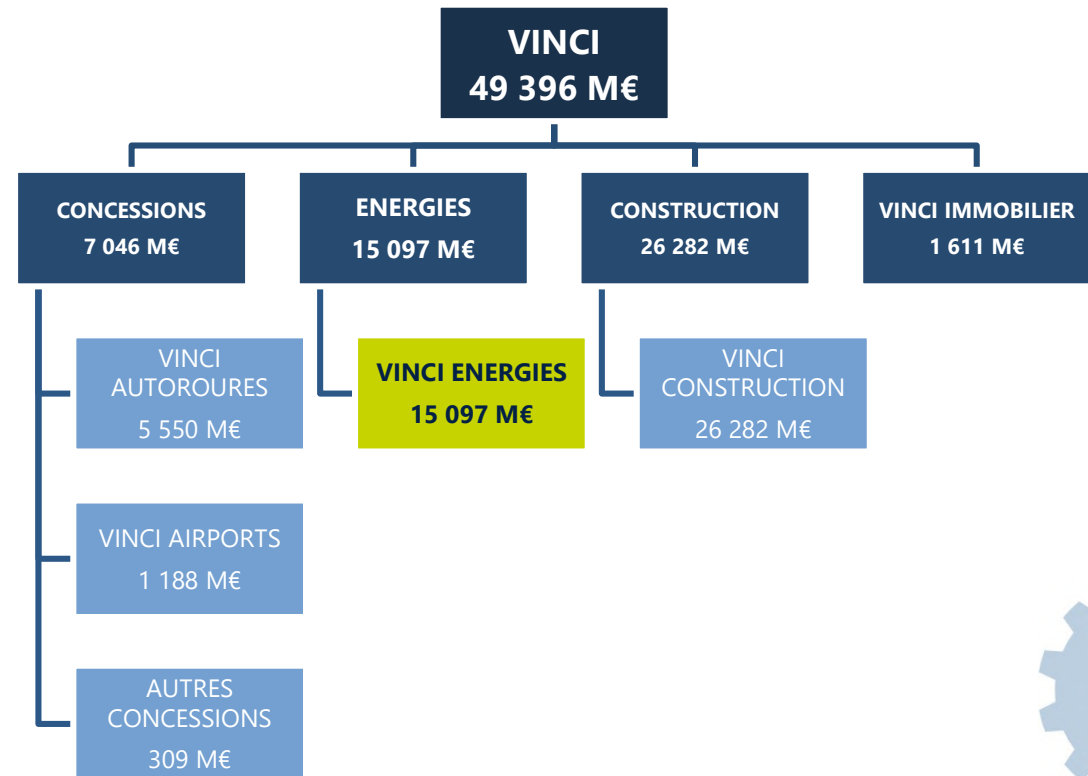 VINCI
49 396 M€
CONCESSIONS
7 046 M€
ENERGIES
15 097 M€
CONSTRUCTION
26 282 M€
VINCI IMMOBILIER
1 611 M€
VINCI
AUTOROURES
5 550 M€
VINCI ENERGIES
15 097 M€
VINCI
CONSTRUCTION
26 282 M€
VINCI AIRPORTS
1 188 M€
AUTRES
CONCESSIONS
309 M€